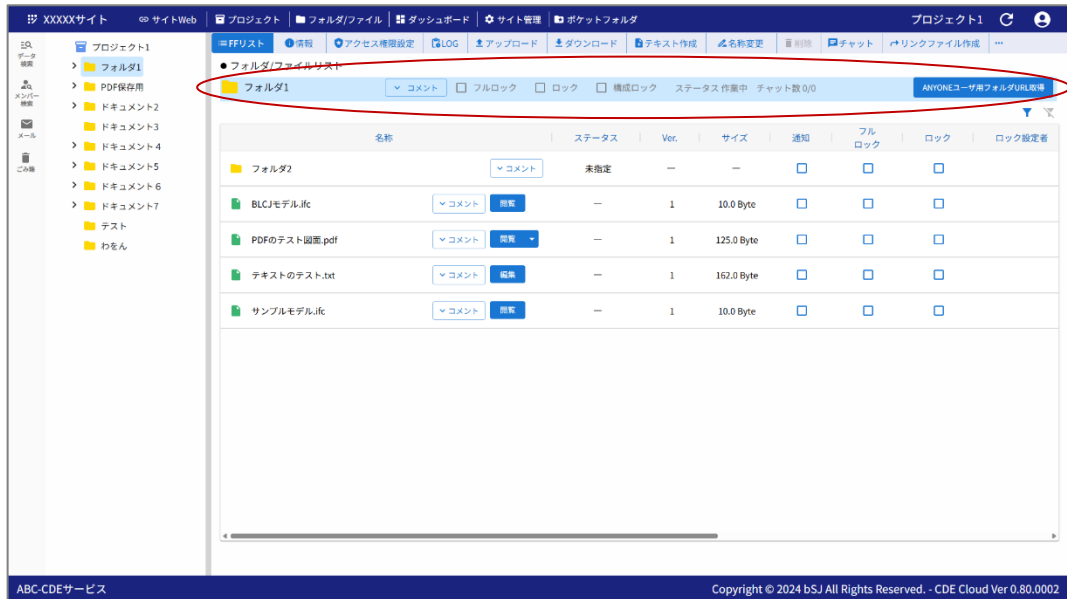 XXXXXサイト サイトWeb プロジェクト フォルダ/ファイル ダッシュボード サイト管理 ポケットフォルダ プロジェクト1
データ検索
メンバー検索
メール
ごみ箱
プロジェクト1
フォルダ1
PDF保存用
ドキュメント2
ドキュメント3
ドキュメント4
ドキュメント5
ドキュメント6
ドキュメント7
テスト
わをん
FFリスト 情報 アクセス権限設定 LOG アップロード ダウンロード テキスト作成 名称変更 削除 チャット リンクファイル作成 …
● フォルダ/ファイルリスト
フォルダ1 コメント フルロック ロック 構成ロック ステータス 作業中 チャット数 0/0 ANYONEユーザ用フォルダURL取得
名称 ステータス Ver. サイズ 通知 フルロック ロック ロック設定者
フォルダ2 コメント 未指定 — —
BLCJモデル.ifc コメント 閲覧 — 1 10.0 Byte
PDFのテスト図面.pdf コメント 閲覧 — 1 125.0 Byte
テキストのテスト.txt コメント 編集 — 1 162.0 Byte
サンプルモデル.ifc コメント 閲覧 — 1 10.0 Byte
ABC-CDEサービス Copyright © 2024 bSJ All Rights Reserved. - CDE Cloud Ver 0.80.0002